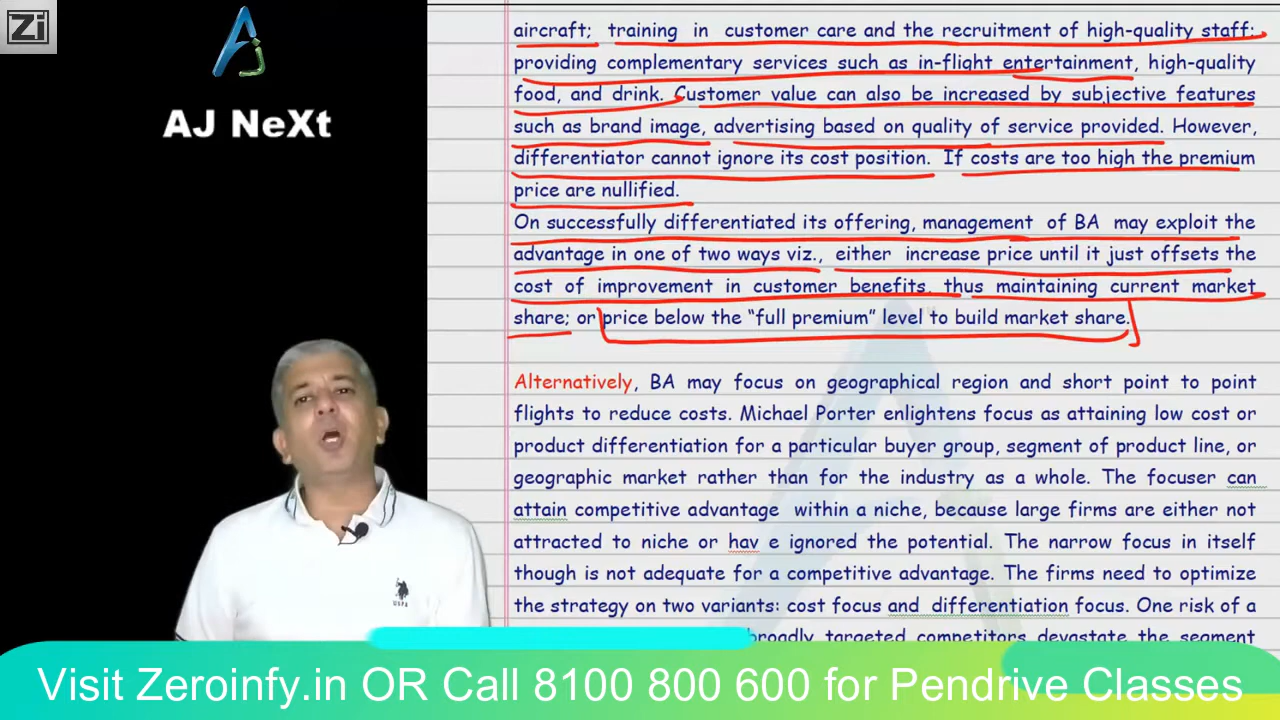 Zi
AJ NeXt
aircraft; training in customer care and the recruitment of high-quality staff;
providing complementary services such as in-flight entertainment, high-quality
food, and drink. Customer value can also be increased by subjective features
such as brand image, advertising based on quality of service provided. However,
differentiator cannot ignore its cost position. If costs are too high the premium
price are nullified.
On successfully differentiated its offering, management of BA may exploit the
advantage in one of two ways viz., either increase price until it just offsets the
cost of improvement in customer benefits, thus maintaining current market
share; or price below the “full premium” level to build market share.
Alternatively, BA may focus on geographical region and short point to point
flights to reduce costs. Michael Porter enlightens focus as attaining low cost or
product differentiation for a particular buyer group, segment of product line, or
geographic market rather than for the industry as a whole. The focuser can
attain competitive advantage within a niche, because large firms are either not
attracted to niche or hav e ignored the potential. The narrow focus in itself
though is not adequate for a competitive advantage. The firms need to optimize
the strategy on two variants: cost focus and differentiation focus. One risk of a
broadly targeted competitors devastate the segment
USPA
Visit Zeroinfy.in OR Call 8100 800 600 for Pendrive Classes